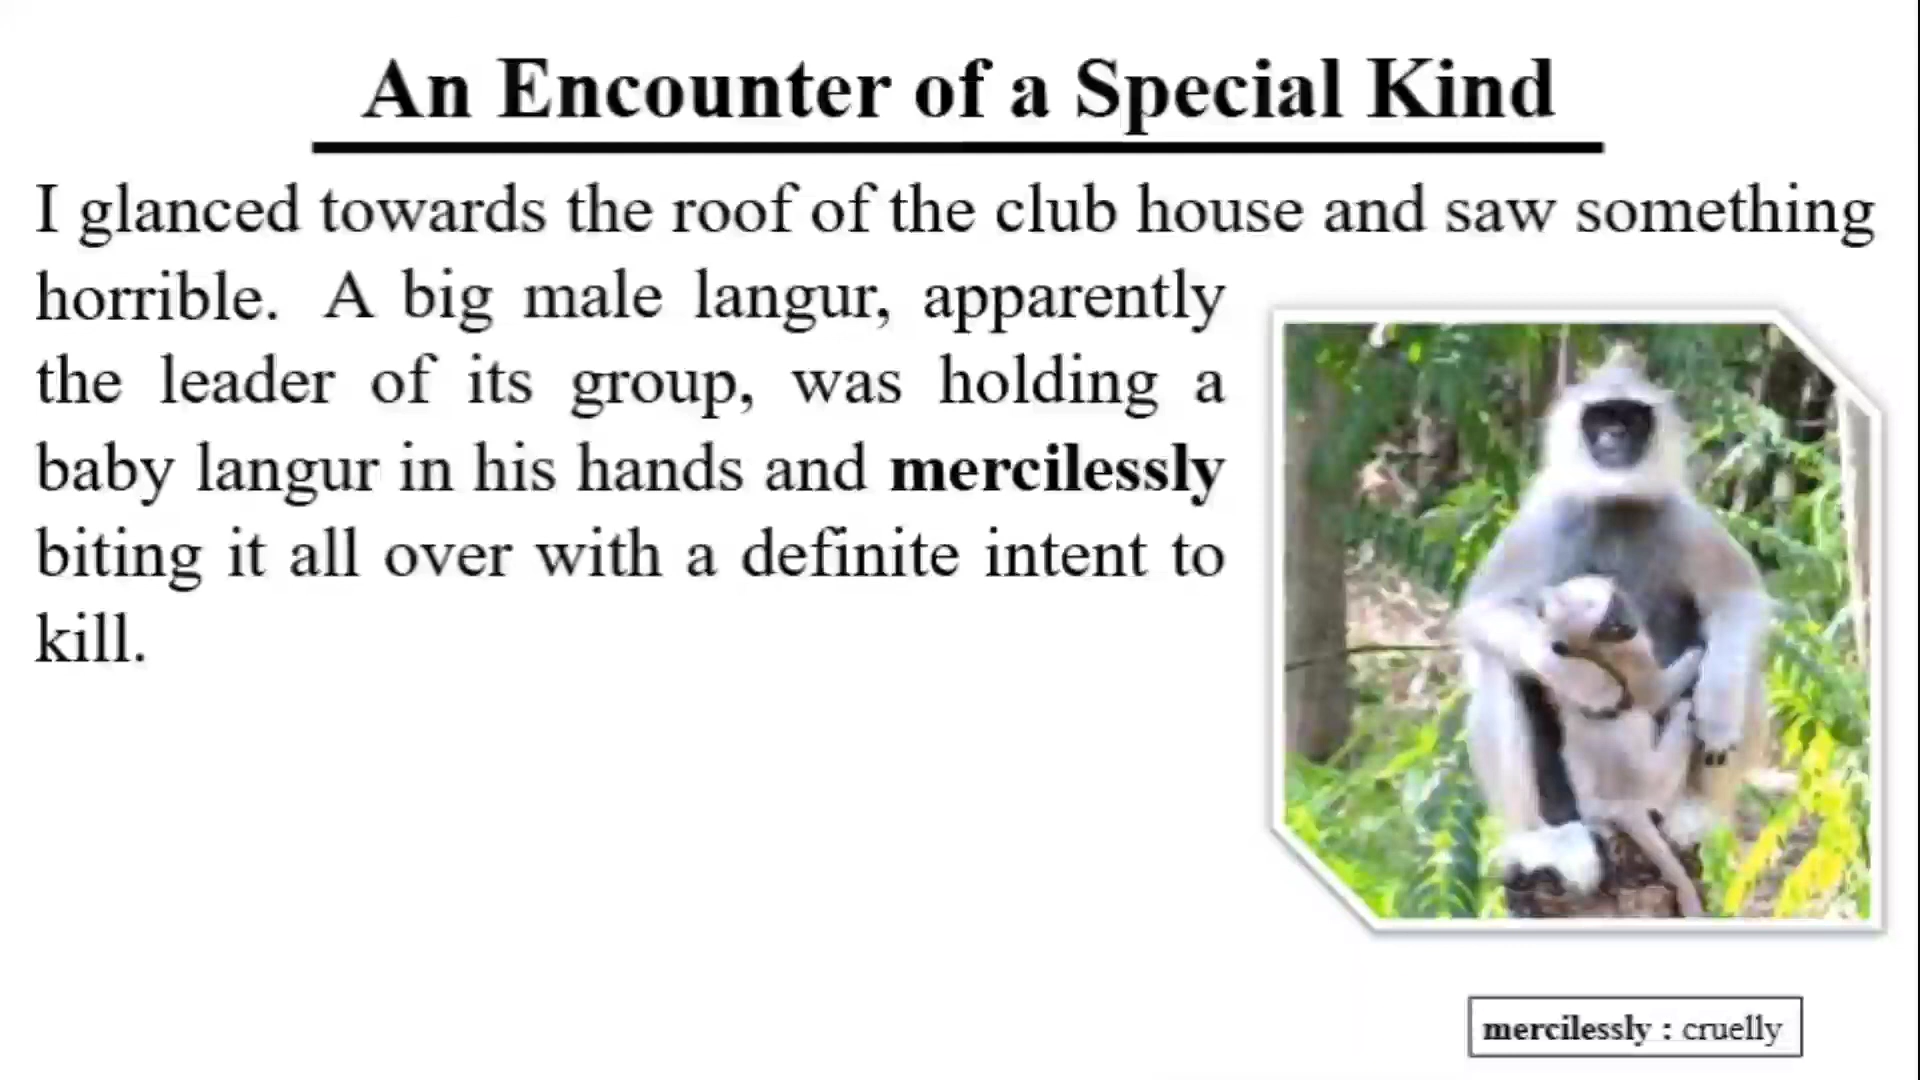 An Encounter of a Special Kind
I glanced towards the roof of the club house and saw something
horrible. A big male langur, apparently
the leader of its group, was holding a
baby langur in his hands and mercilessly
biting it all over with a definite intent to
kill.
mercilessly : cruelly